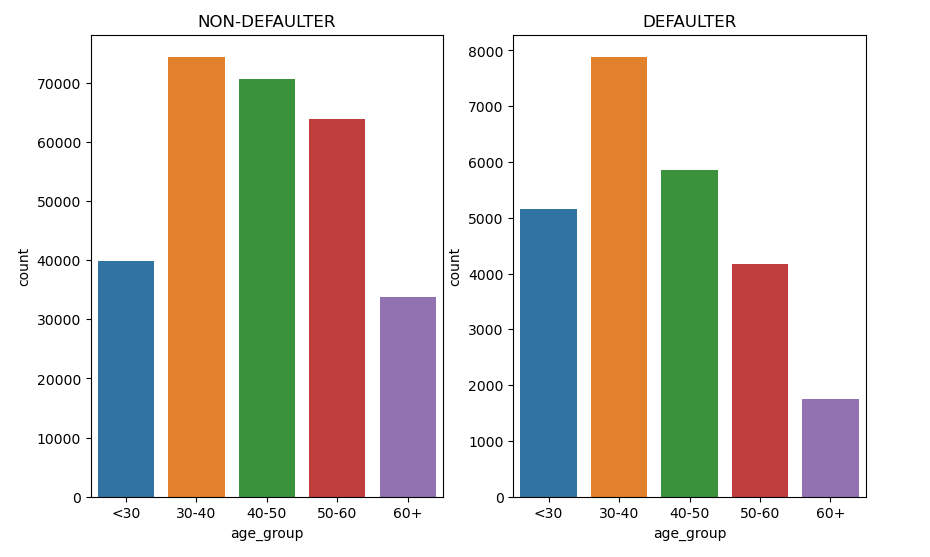 NON-DEFAULTER
70000
60000
50000
40000
30000
20000
10000
0
count
<30 30-40 40-50 50-60 60+
age_group
DEFAULTER
8000
7000
6000
5000
4000
3000
2000
1000
0
count
<30 30-40 40-50 50-60 60+
age_group